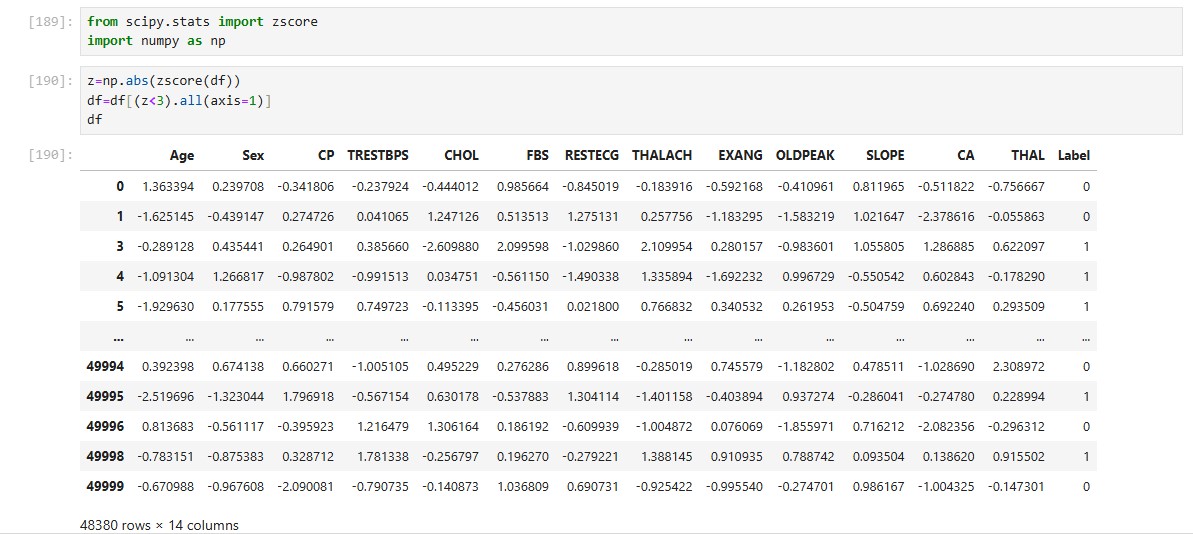 [189]: from scipy.stats import zscore
import numpy as np
[190]: z=np.abs(zscore(df))
df=df[(z<3).all(axis=1)]
df
[190]: Age Sex CP TRESTBPS CHOL FBS RESTECG THALACH EXANG OLDPEAK SLOPE CA THAL Label
0 1.363394 0.239708 -0.341806 -0.237924 -0.444012 0.985664 -0.845019 -0.183916 -0.592168 -0.410961 0.811965 -0.511822 -0.756667 0
1 -1.625145 -0.439147 0.274726 0.041065 1.247126 0.513513 1.275131 0.257756 -1.183295 -1.583219 1.021647 -2.378616 -0.055863 0
3 -0.289128 0.435441 0.264901 0.385660 -2.609880 2.099598 -1.029860 2.109954 0.280157 -0.983601 1.055805 1.286885 0.622097 1
4 -1.091304 1.266817 -0.987802 -0.991513 0.034751 -0.561150 -1.490338 1.335894 -1.692232 0.996729 -0.550542 0.602843 -0.178290 1
5 -1.929630 0.177555 0.791579 0.749723 -0.113395 -0.456031 0.021800 0.766832 0.340532 0.261953 -0.504759 0.692240 0.293509 1
... ... ... ... ... ... ... ... ... ... ... ... ... ... ...
49994 0.392398 0.674138 0.660271 -1.005105 0.495229 0.276286 0.899618 -0.285019 0.745579 -1.182802 0.478511 -1.028690 2.308972 0
49995 -2.519696 -1.323044 1.796918 -0.567154 0.630178 -0.537883 1.304114 -1.401158 -0.403894 0.937274 -0.286041 -0.274780 0.228994 1
49996 0.813683 -0.561117 -0.395923 1.216479 1.306164 0.186192 -0.609939 -1.004872 0.076069 -1.855971 0.716212 -2.082356 -0.296312 0
49998 -0.783151 -0.875383 0.328712 1.781338 -0.256797 0.196270 -0.279221 1.388145 0.910935 0.788742 0.093504 0.138620 0.915502 1
49999 -0.670988 -0.967608 -2.090081 -0.790735 -0.140873 1.036809 0.690731 -0.925422 -0.995540 -0.274701 0.986167 -1.004325 -0.147301 0
48380 rows × 14 columns